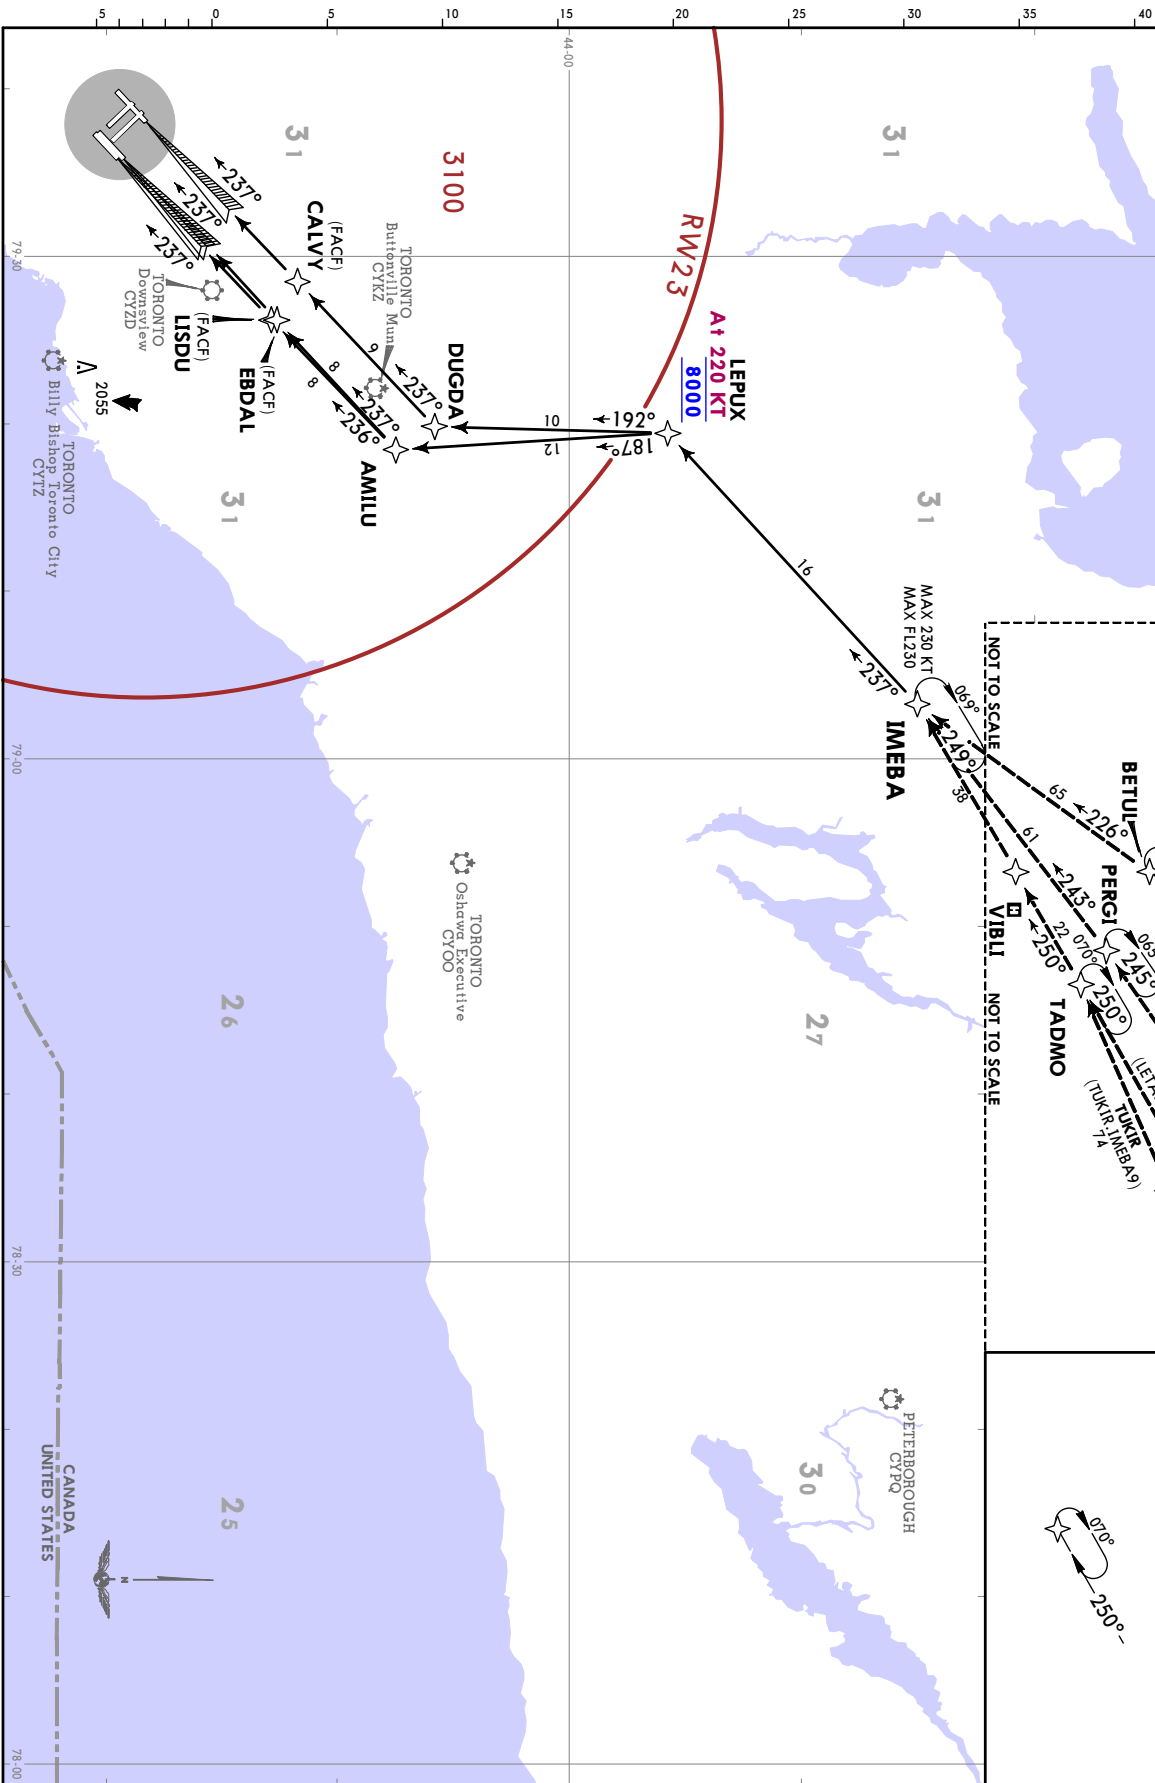 5
0
5
10
15
20
25
30
35
40
44-00
79-30
79-00
78-30
78-00
31
31
31
31
26
27
25
30
3100
RW23
LEPUX
At 220 KT
8000
237°
237°
237°
(FACF)
CALVY
TORONTO
Buttonville Mun
CYKZ
TORONTO
Downsview
CYZD
(FACF)
LISDU
(FACF)
EBDAL
DUGDA
AMILU
9
8
8
237°
237°
236°
192°
10
187°
12
16
237°
MAX 230 KT
MAX FL230
IMEBA
069°
249°
38
NOT TO SCALE
NOT TO SCALE
BETUL
65
226°
61
243°
PERGI
065
245°
VIBLI
H
22
250°
070°
250°
TADMO
(LETA
TUKIR
(TUKIR.IMEBA9)
74
2055
TORONTO
Billy Bishop Toronto City
CYTZ
TORONTO
Oshawa Executive
CYOO
PETERBOROUGH
CYPQ
CANADA
UNITED STATES
N
070°
250°